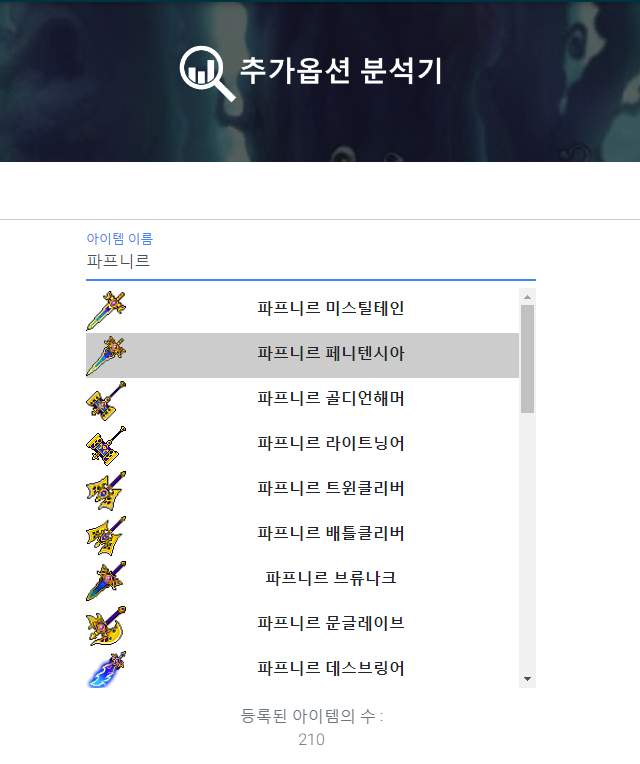 추가옵션 분석기
아이템 이름
파프니르
파프니르 미스틸테인
파프니르 페니텐시아
파프니르 골디언해머
파프니르 라이트닝어
파프니르 트윈클리버
파프니르 배틀클리버
파프니르 브류나크
파프니르 문글레이브
파프니르 데스브링어
등록된 아이템의 수 :
210